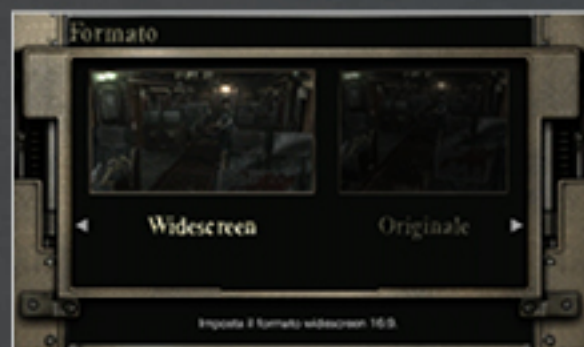 Formato
Widescreen Originale
Imposta il formato widescreen 16:9.